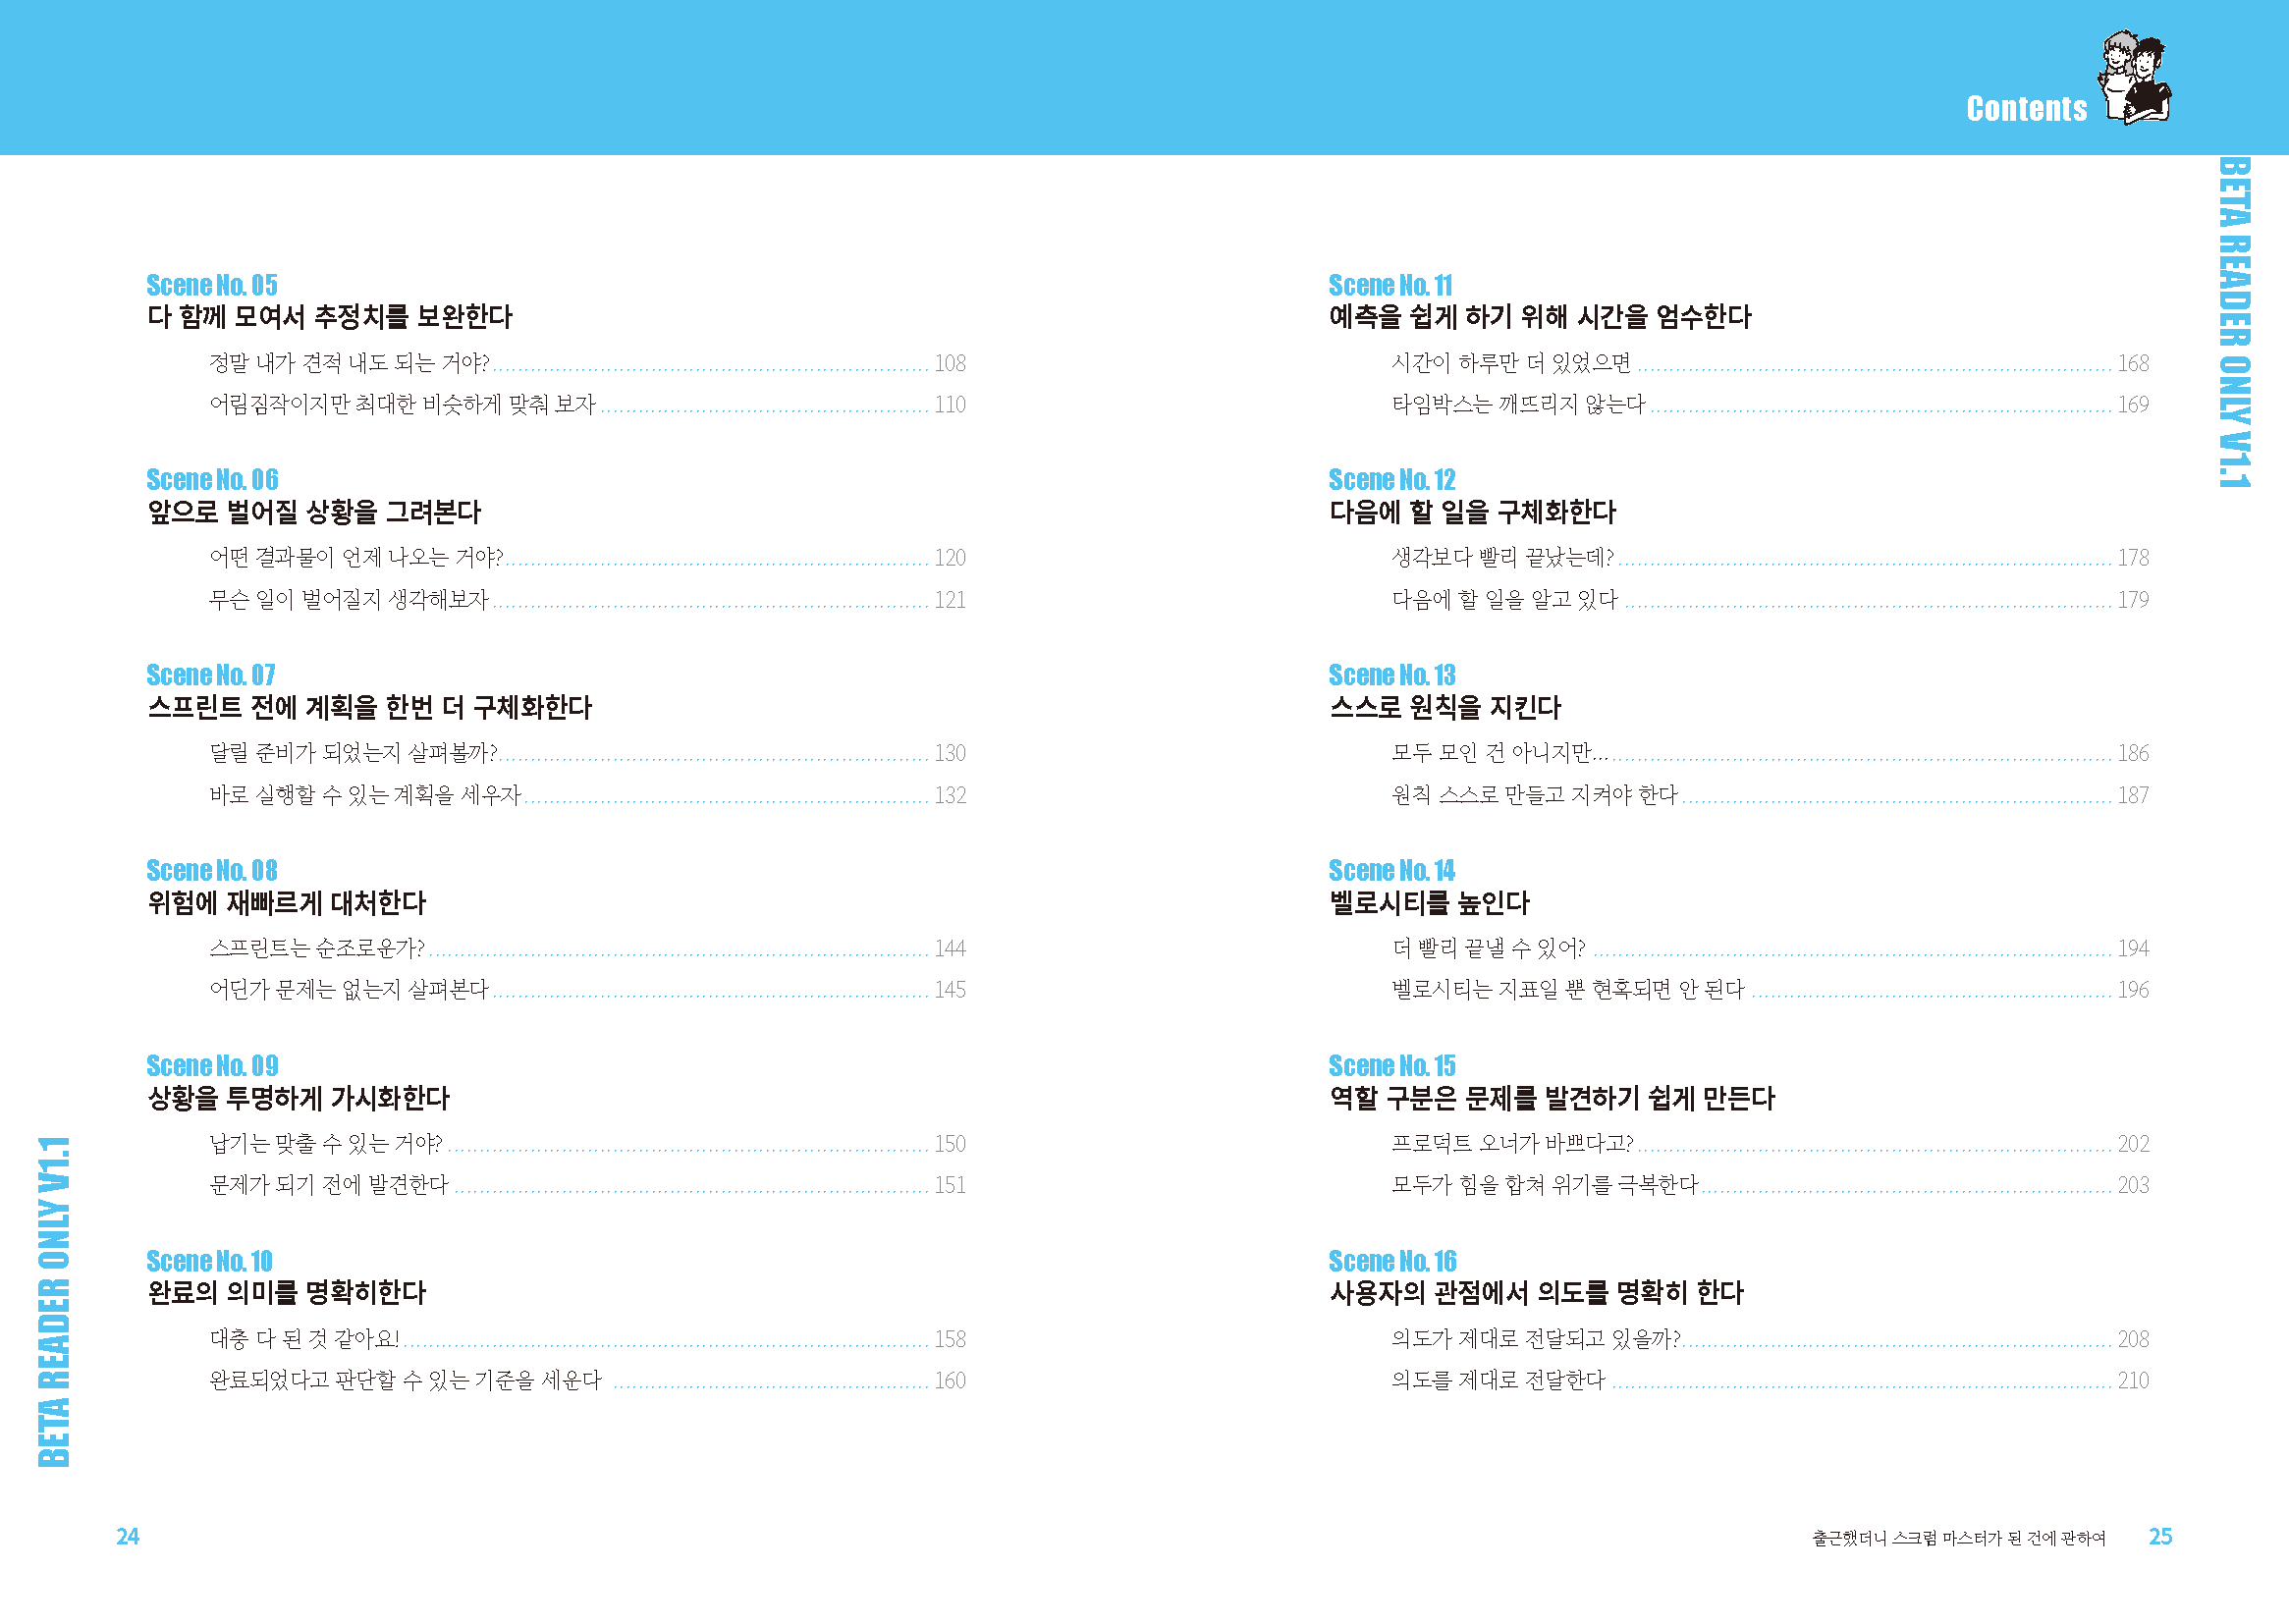 Contents
BETA READER ONLY V1.1
Scene No. 05
다 함께 모여서 추정치를 보완한다
정말 내가 견적 내도 되는 거야? 108
어림짐작이지만 최대한 비슷하게 맞춰 보자 110
Scene No. 06
앞으로 벌어질 상황을 그려본다
어떤 결과물이 언제 나오는 거야? 120
무슨 일이 벌어질지 생각해보자 121
Scene No. 07
스프린트 전에 계획을 한번 더 구체화한다
달릴 준비가 되었는지 살펴볼까? 130
바로 실행할 수 있는 계획을 세우자 132
Scene No. 08
위험에 재빠르게 대처한다
스프린트는 순조로운가? 144
어딘가 문제는 없는지 살펴본다 145
Scene No. 09
상황을 투명하게 가시화한다
납기는 맞출 수 있는 거야? 150
문제가 되기 전에 발견한다 151
Scene No. 10
완료의 의미를 명확히한다
대충 다 된 것 같아요! 158
완료되었다고 판단할 수 있는 기준을 세운다 160
BETA READER ONLY V1.1
24
Scene No. 11
예측을 쉽게 하기 위해 시간을 엄수한다
시간이 하루만 더 있었으면 168
타임박스는 깨뜨리지 않는다 169
Scene No. 12
다음에 할 일을 구체화한다
생각보다 빨리 끝났는데? 178
다음에 할 일을 알고 있다 179
Scene No. 13
스스로 원칙을 지킨다
모두 모인 건 아니지만... 186
원칙 스스로 만들고 지켜야 한다 187
Scene No. 14
벨로시티를 높인다
더 빨리 끝낼 수 있어? 194
벨로시티는 지표일 뿐 현혹되면 안 된다 196
Scene No. 15
역할 구분은 문제를 발견하기 쉽게 만든다
프로덕트 오너가 바쁘다고? 202
모두가 힘을 합쳐 위기를 극복한다 203
Scene No. 16
사용자의 관점에서 의도를 명확히 한다
의도가 제대로 전달되고 있을까? 208
의도를 제대로 전달한다 210
출근했더니 스크럼 마스터가 된 건에 관하여 25